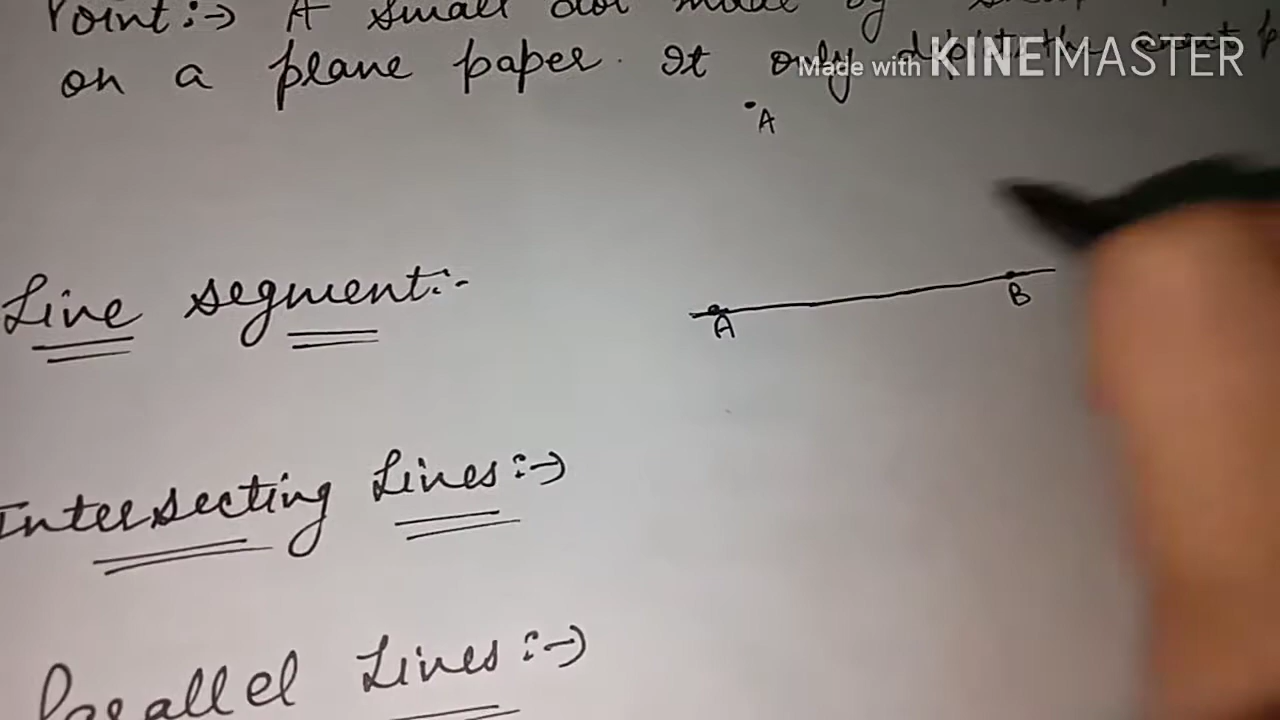 Point:→ A small dot made by
on a plane paper. It only
Made with KINEMASTER
A
Line segment:-
A B
Intersecting Lines:→
Parallel Lines:→